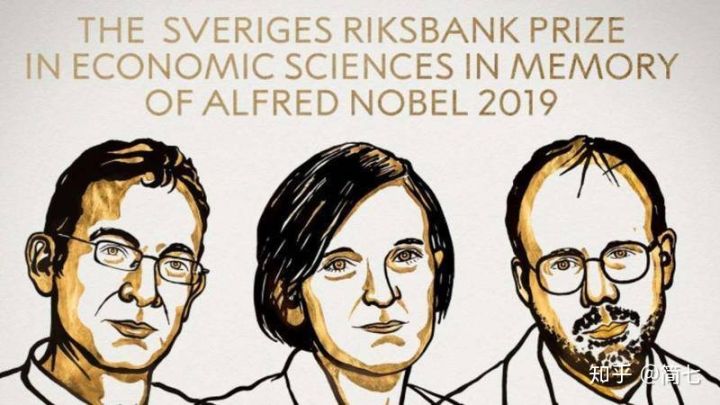 THE SVERIGES RIKSBANK PRIZE
IN ECONOMIC SCIENCES IN MEMORY
OF ALFRED NOBEL 2019
知乎 @简七